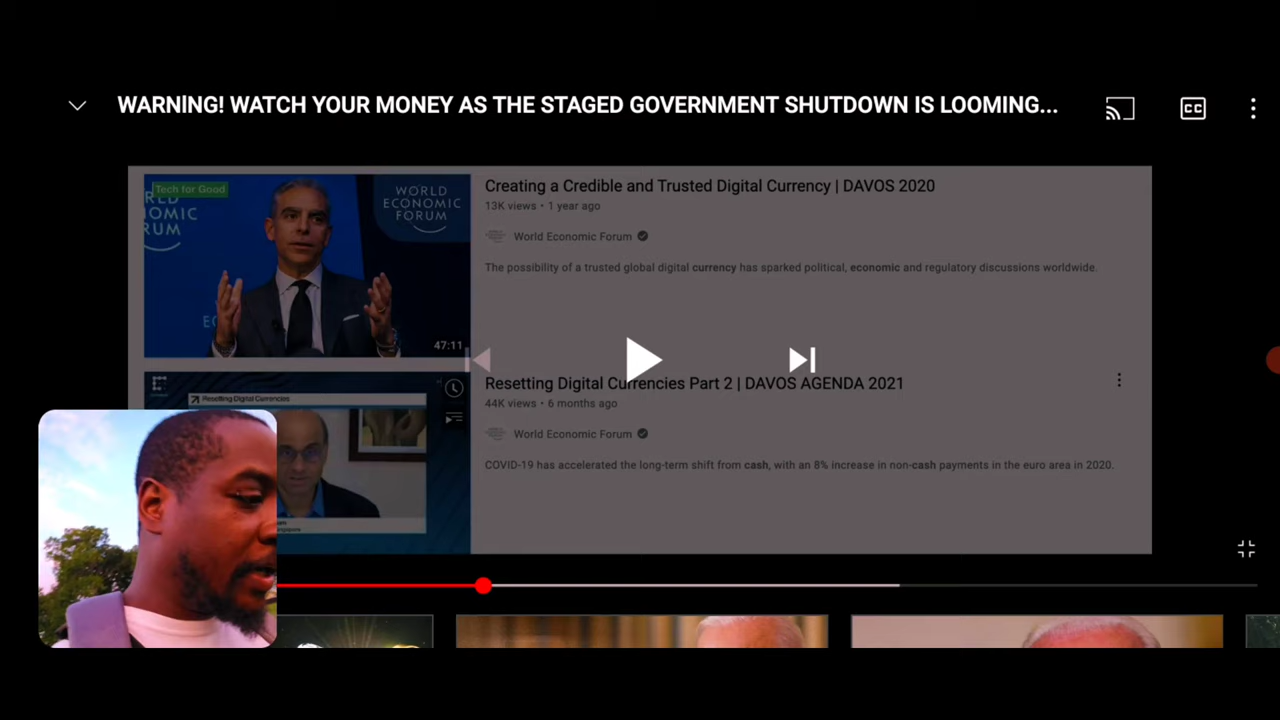 WARNING! WATCH YOUR MONEY AS THE STAGED GOVERNMENT SHUTDOWN IS LOOMING...
CC
Tech for Good
WORLD
ECONOMIC
FORUM
RLD
OMIC
RUM
47:11
Creating a Credible and Trusted Digital Currency | DAVOS 2020
13K views • 1 year ago
World Economic Forum
The possibility of a trusted global digital currency has sparked political, economic and regulatory discussions worldwide.
Resetting Digital Currencies
Resetting Digital Currencies Part 2 | DAVOS AGENDA 2021
44K views • 6 months ago
World Economic Forum
COVID-19 has accelerated the long-term shift from cash, with an 8% increase in non-cash payments in the euro area in 2020.